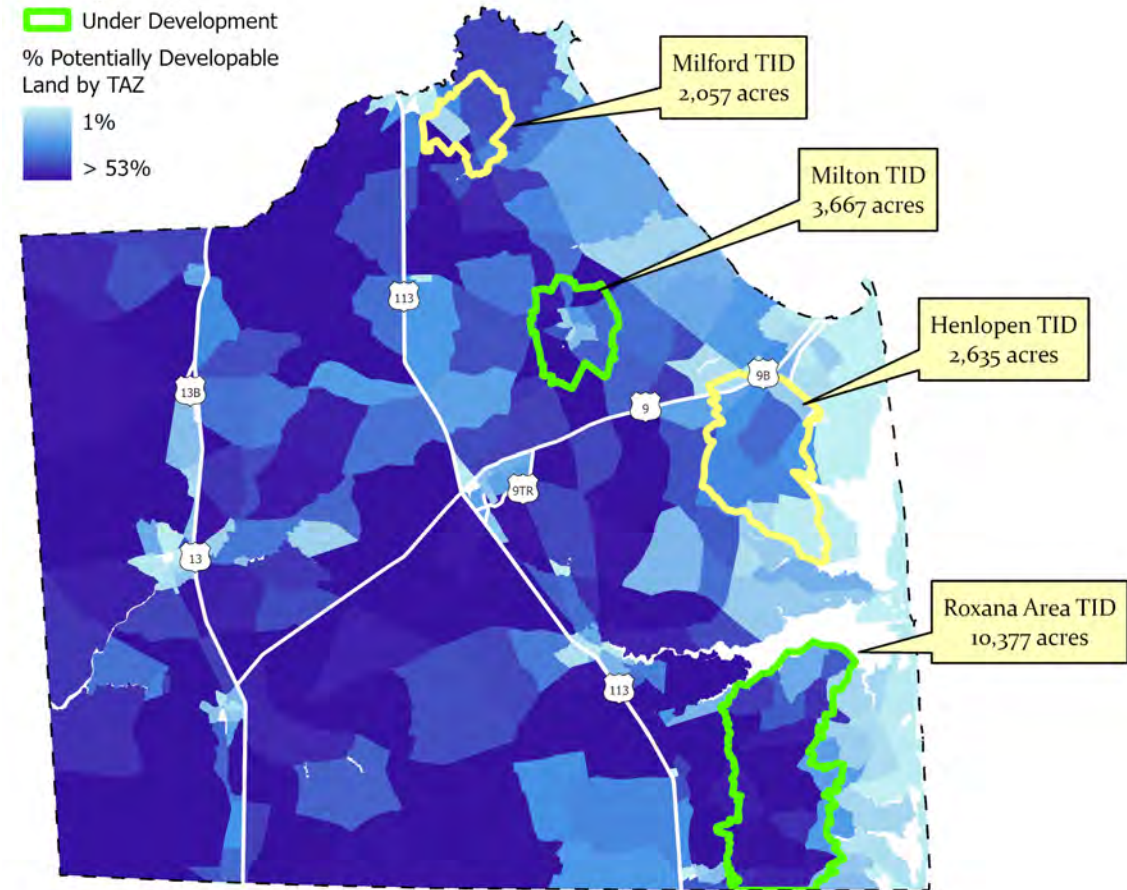 Under Development
% Potentially Developable
Land by TAZ
1%
> 53%
Milford TID
2,057 acres
Milton TID
3,667 acres
Henlopen TID
2,635 acres
Roxana Area TID
10,377 acres
113
13B
9B
9
9TR
13
113